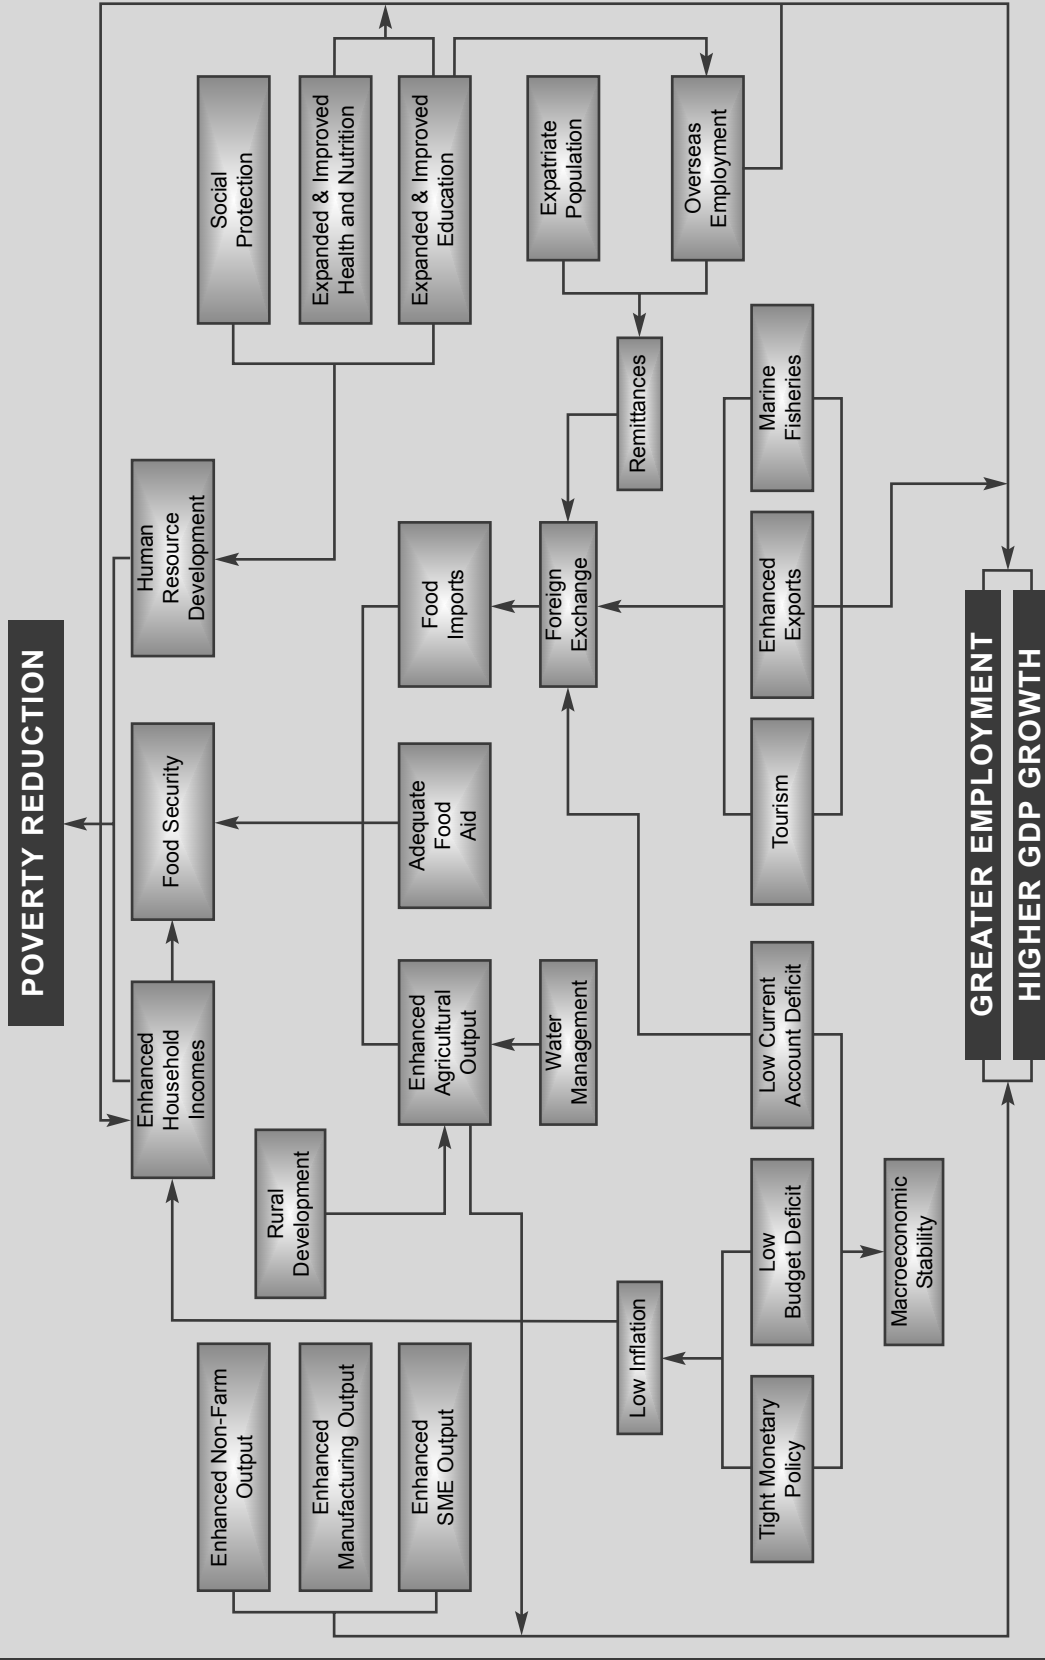 POVERTY REDUCTION
Enhanced
Household
Incomes
Food Security
Human
Resource
Development
Enhanced Non-Farm
Output
Enhanced
Manufacturing Output
Enhanced
SME Output
Rural
Development
Social
Protection
Expanded & Improved
Health and Nutrition
Expanded & Improved
Education
Enhanced
Agricultural
Output
Adequate
Food
Aid
Food
Imports
Water
Management
Foreign
Exchange
Expatriate
Population
Overseas
Employment
Low Inflation
Remittances
Tight Monetary
Policy
Low
Budget Deficit
Low Current
Account Deficit
Tourism
Enhanced
Exports
Marine
Fisheries
Macroeconomic
Stability
GREATER EMPLOYMENT
HIGHER GDP GROWTH